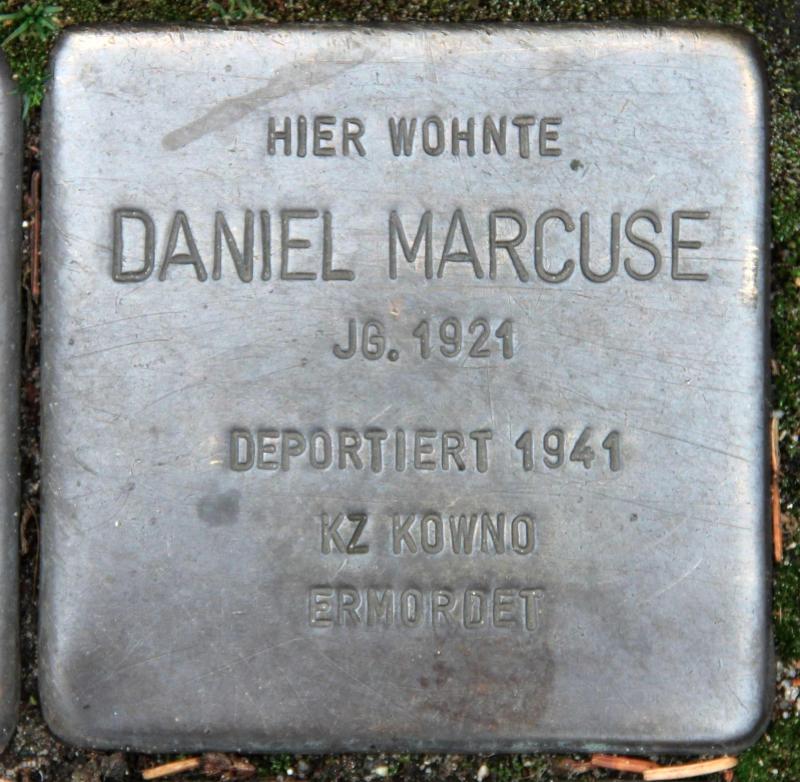 HIER WOHNTE
DANIEL MARCUSE
JG. 1921
DEPORTIERT 1941
KZ KOWNO
ERMORDET